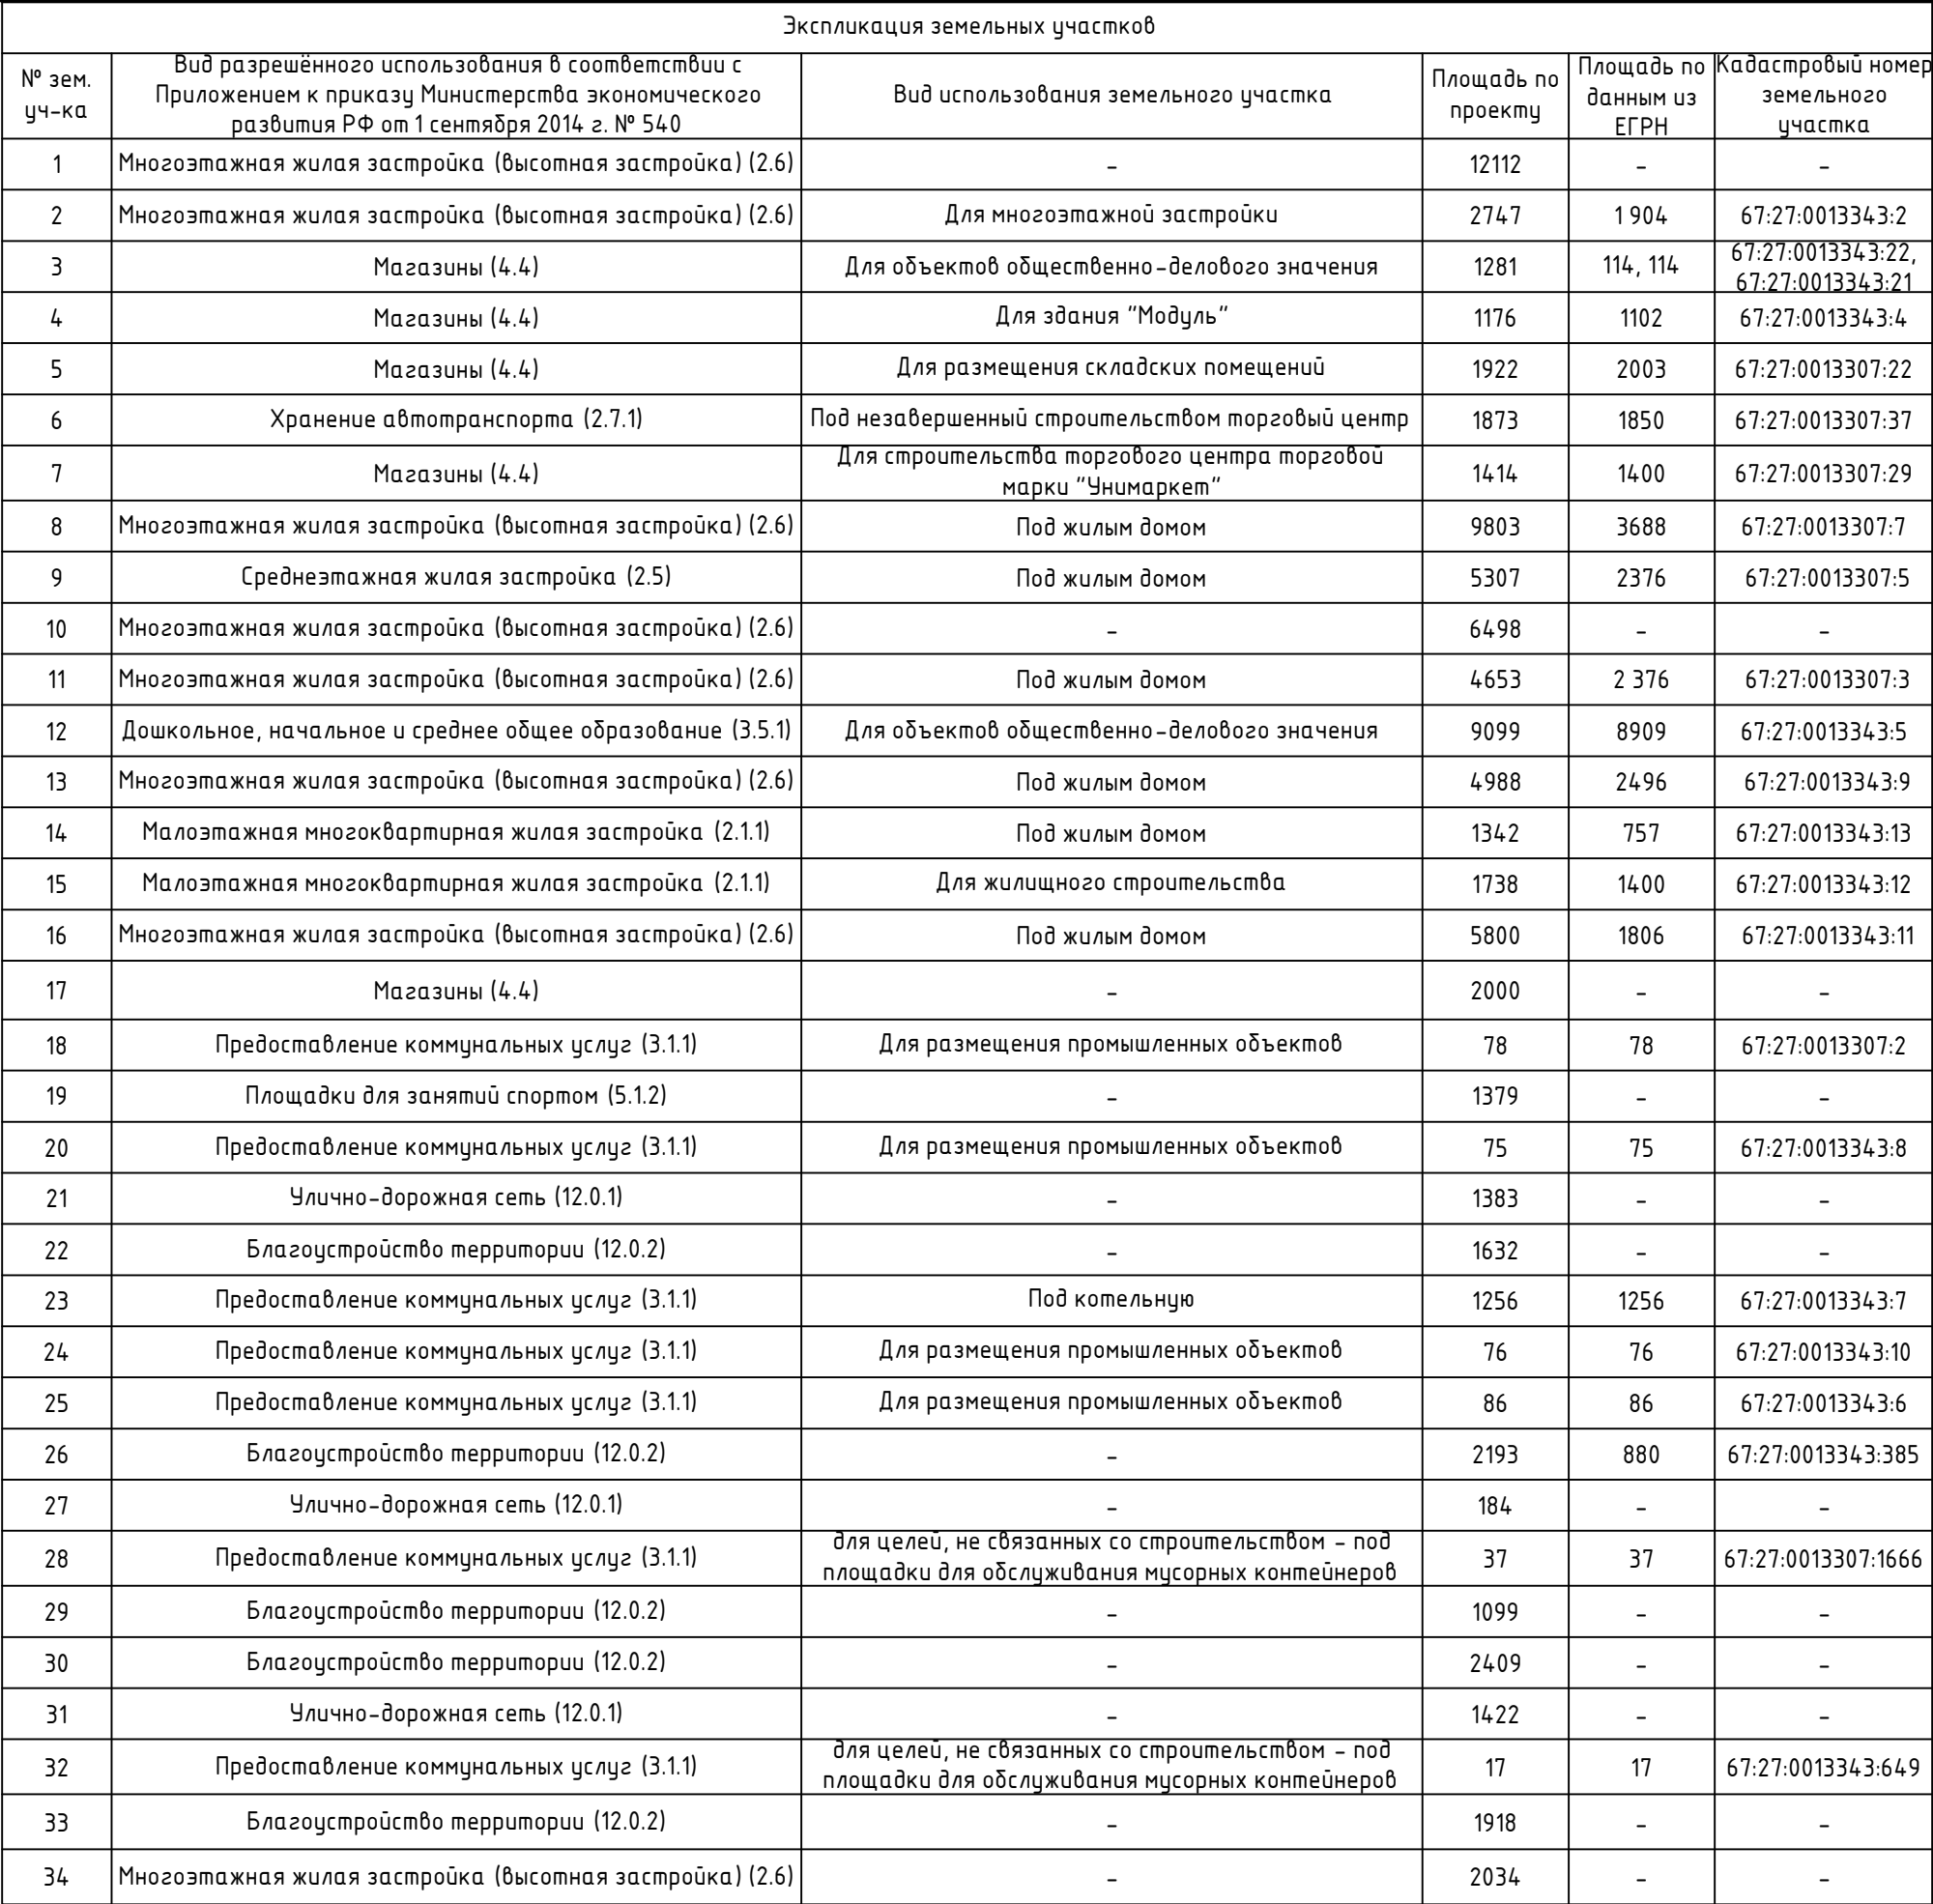 Экспликация земельных участков
№ зем. уч-ка | Вид разрешённого использования в соответствии с Приложением к приказу Министерства экономического развития РФ от 1 сентября 2014 г. № 540 | Вид использования земельного участка | Площадь по проекту | Площадь по данным из ЕГРН | Кадастровый номер земельного участка
1 | Многоэтажная жилая застройка (высотная застройка) (2.6) | - | 12112 | - | -
2 | Многоэтажная жилая застройка (высотная застройка) (2.6) | Для многоэтажной застройки | 2747 | 1 904 | 67:27:0013343:2
3 | Магазины (4.4) | Для объектов общественно-делового значения | 1281 | 114, 114 | 67:27:0013343:22, 67:27:0013343:21
4 | Магазины (4.4) | Для здания "Модуль" | 1176 | 1102 | 67:27:0013343:4
5 | Магазины (4.4) | Для размещения складских помещений | 1922 | 2003 | 67:27:0013307:22
6 | Хранение автотранспорта (2.7.1) | Под незавершенный строительством торговый центр | 1873 | 1850 | 67:27:0013307:37
7 | Магазины (4.4) | Для строительства торгового центра торговой марки "Унимаркет" | 1414 | 1400 | 67:27:0013307:29
8 | Многоэтажная жилая застройка (высотная застройка) (2.6) | Под жилым домом | 9803 | 3688 | 67:27:0013307:7
9 | Среднеэтажная жилая застройка (2.5) | Под жилым домом | 5307 | 2376 | 67:27:0013307:5
10 | Многоэтажная жилая застройка (высотная застройка) (2.6) | - | 6498 | - | -
11 | Многоэтажная жилая застройка (высотная застройка) (2.6) | Под жилым домом | 4653 | 2 376 | 67:27:0013307:3
12 | Дошкольное, начальное и среднее общее образование (3.5.1) | Для объектов общественно-делового значения | 9099 | 8909 | 67:27:0013343:5
13 | Многоэтажная жилая застройка (высотная застройка) (2.6) | Под жилым домом | 4988 | 2496 | 67:27:0013343:9
14 | Малоэтажная многоквартирная жилая застройка (2.1.1) | Под жилым домом | 1342 | 757 | 67:27:0013343:13
15 | Малоэтажная многоквартирная жилая застройка (2.1.1) | Для жилищного строительства | 1738 | 1400 | 67:27:0013343:12
16 | Многоэтажная жилая застройка (высотная застройка) (2.6) | Под жилым домом | 5800 | 1806 | 67:27:0013343:11
17 | Магазины (4.4) | - | 2000 | - | -
18 | Предоставление коммунальных услуг (3.1.1) | Для размещения промышленных объектов | 78 | 78 | 67:27:0013307:2
19 | Площадки для занятий спортом (5.1.2) | - | 1379 | - | -
20 | Предоставление коммунальных услуг (3.1.1) | Для размещения промышленных объектов | 75 | 75 | 67:27:0013343:8
21 | Улично-дорожная сеть (12.0.1) | - | 1383 | - | -
22 | Благоустройство территории (12.0.2) | - | 1632 | - | -
23 | Предоставление коммунальных услуг (3.1.1) | Под котельную | 1256 | 1256 | 67:27:0013343:7
24 | Предоставление коммунальных услуг (3.1.1) | Для размещения промышленных объектов | 76 | 76 | 67:27:0013343:10
25 | Предоставление коммунальных услуг (3.1.1) | Для размещения промышленных объектов | 86 | 86 | 67:27:0013343:6
26 | Благоустройство территории (12.0.2) | - | 2193 | 880 | 67:27:0013343:385
27 | Улично-дорожная сеть (12.0.1) | - | 184 | - | -
28 | Предоставление коммунальных услуг (3.1.1) | для целей, не связанных со строительством - под площадки для обслуживания мусорных контейнеров | 37 | 37 | 67:27:0013307:1666
29 | Благоустройство территории (12.0.2) | - | 1099 | - | -
30 | Благоустройство территории (12.0.2) | - | 2409 | - | -
31 | Улично-дорожная сеть (12.0.1) | - | 1422 | - | -
32 | Предоставление коммунальных услуг (3.1.1) | для целей, не связанных со строительством - под площадки для обслуживания мусорных контейнеров | 17 | 17 | 67:27:0013343:649
33 | Благоустройство территории (12.0.2) | - | 1918 | - | -
34 | Многоэтажная жилая застройка (высотная застройка) (2.6) | - | 2034 | - | -